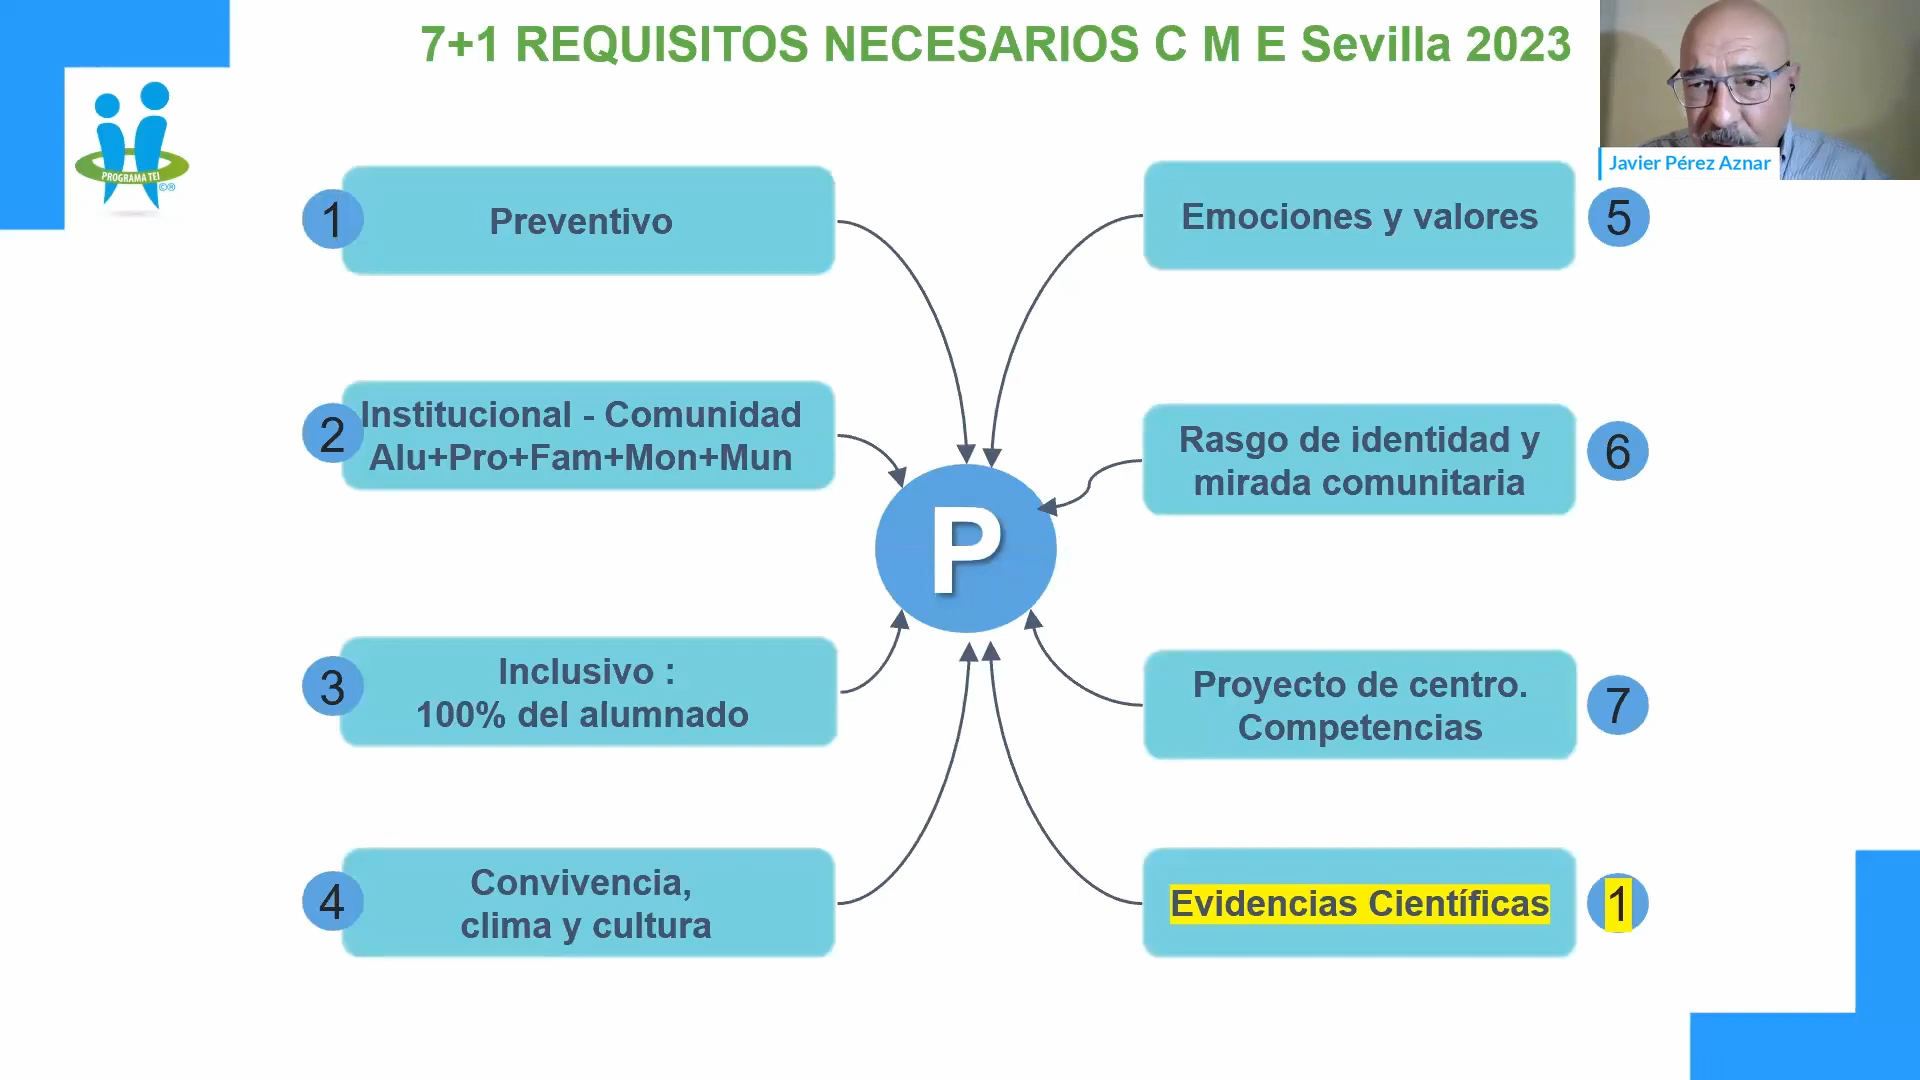 7+1 REQUISITOS NECESARIOS C M E Sevilla 2023
Javier Pérez Aznar
PROGRAMA TEI
©®
1
Preventivo
2
Institucional - Comunidad
Alu+Pro+Fam+Mon+Mun
3
Inclusivo :
100% del alumnado
4
Convivencia,
clima y cultura
P
Emociones y valores
5
Rasgo de identidad y
mirada comunitaria
6
Proyecto de centro.
Competencias
7
Evidencias Científicas
1